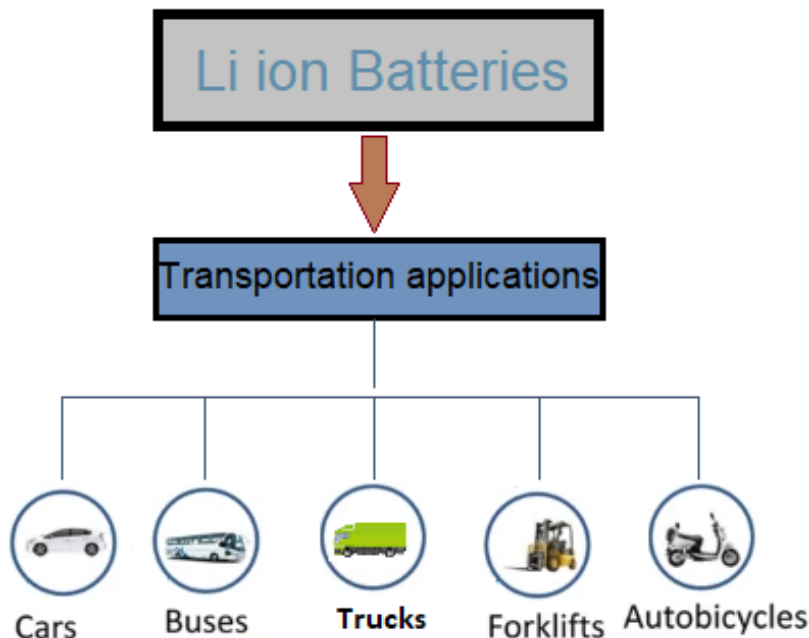 Li ion Batteries
Transportation applications
Cars
Buses
Trucks
Forklifts
Autobicycles